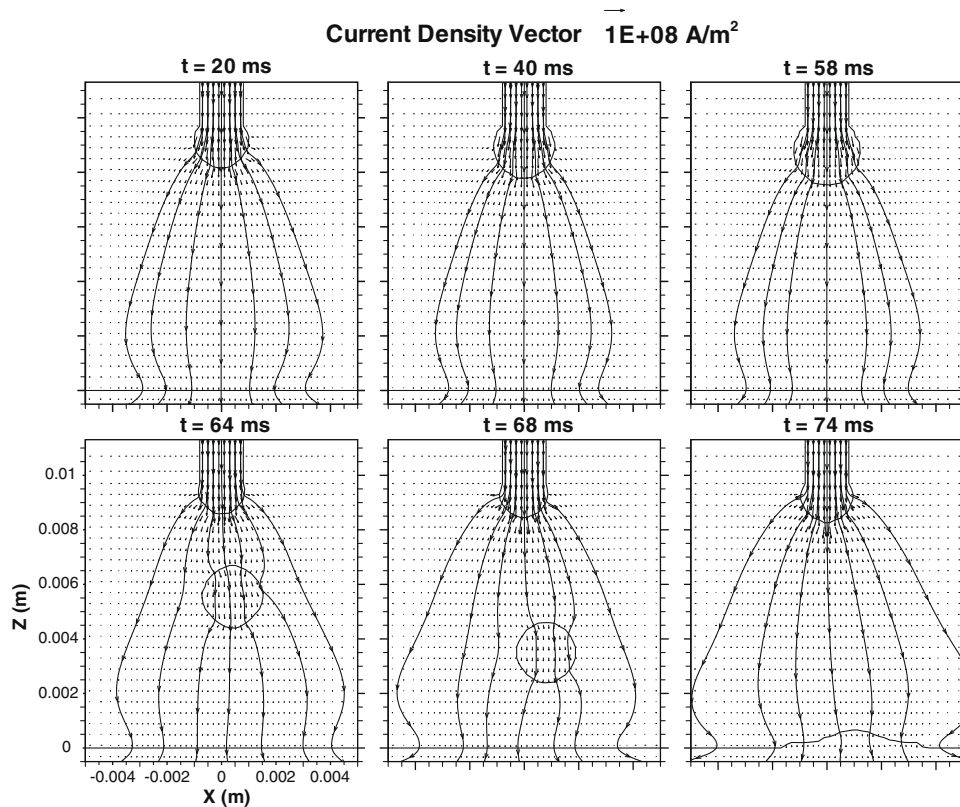 Current Density Vector 1E+08 A/m²
t = 20 ms
t = 40 ms
t = 58 ms
t = 64 ms
t = 68 ms
t = 74 ms
0.01
0.008
0.006
0.004
0.002
0
Z (m)
-0.004 -0.002 0 0.002 0.004
X (m)